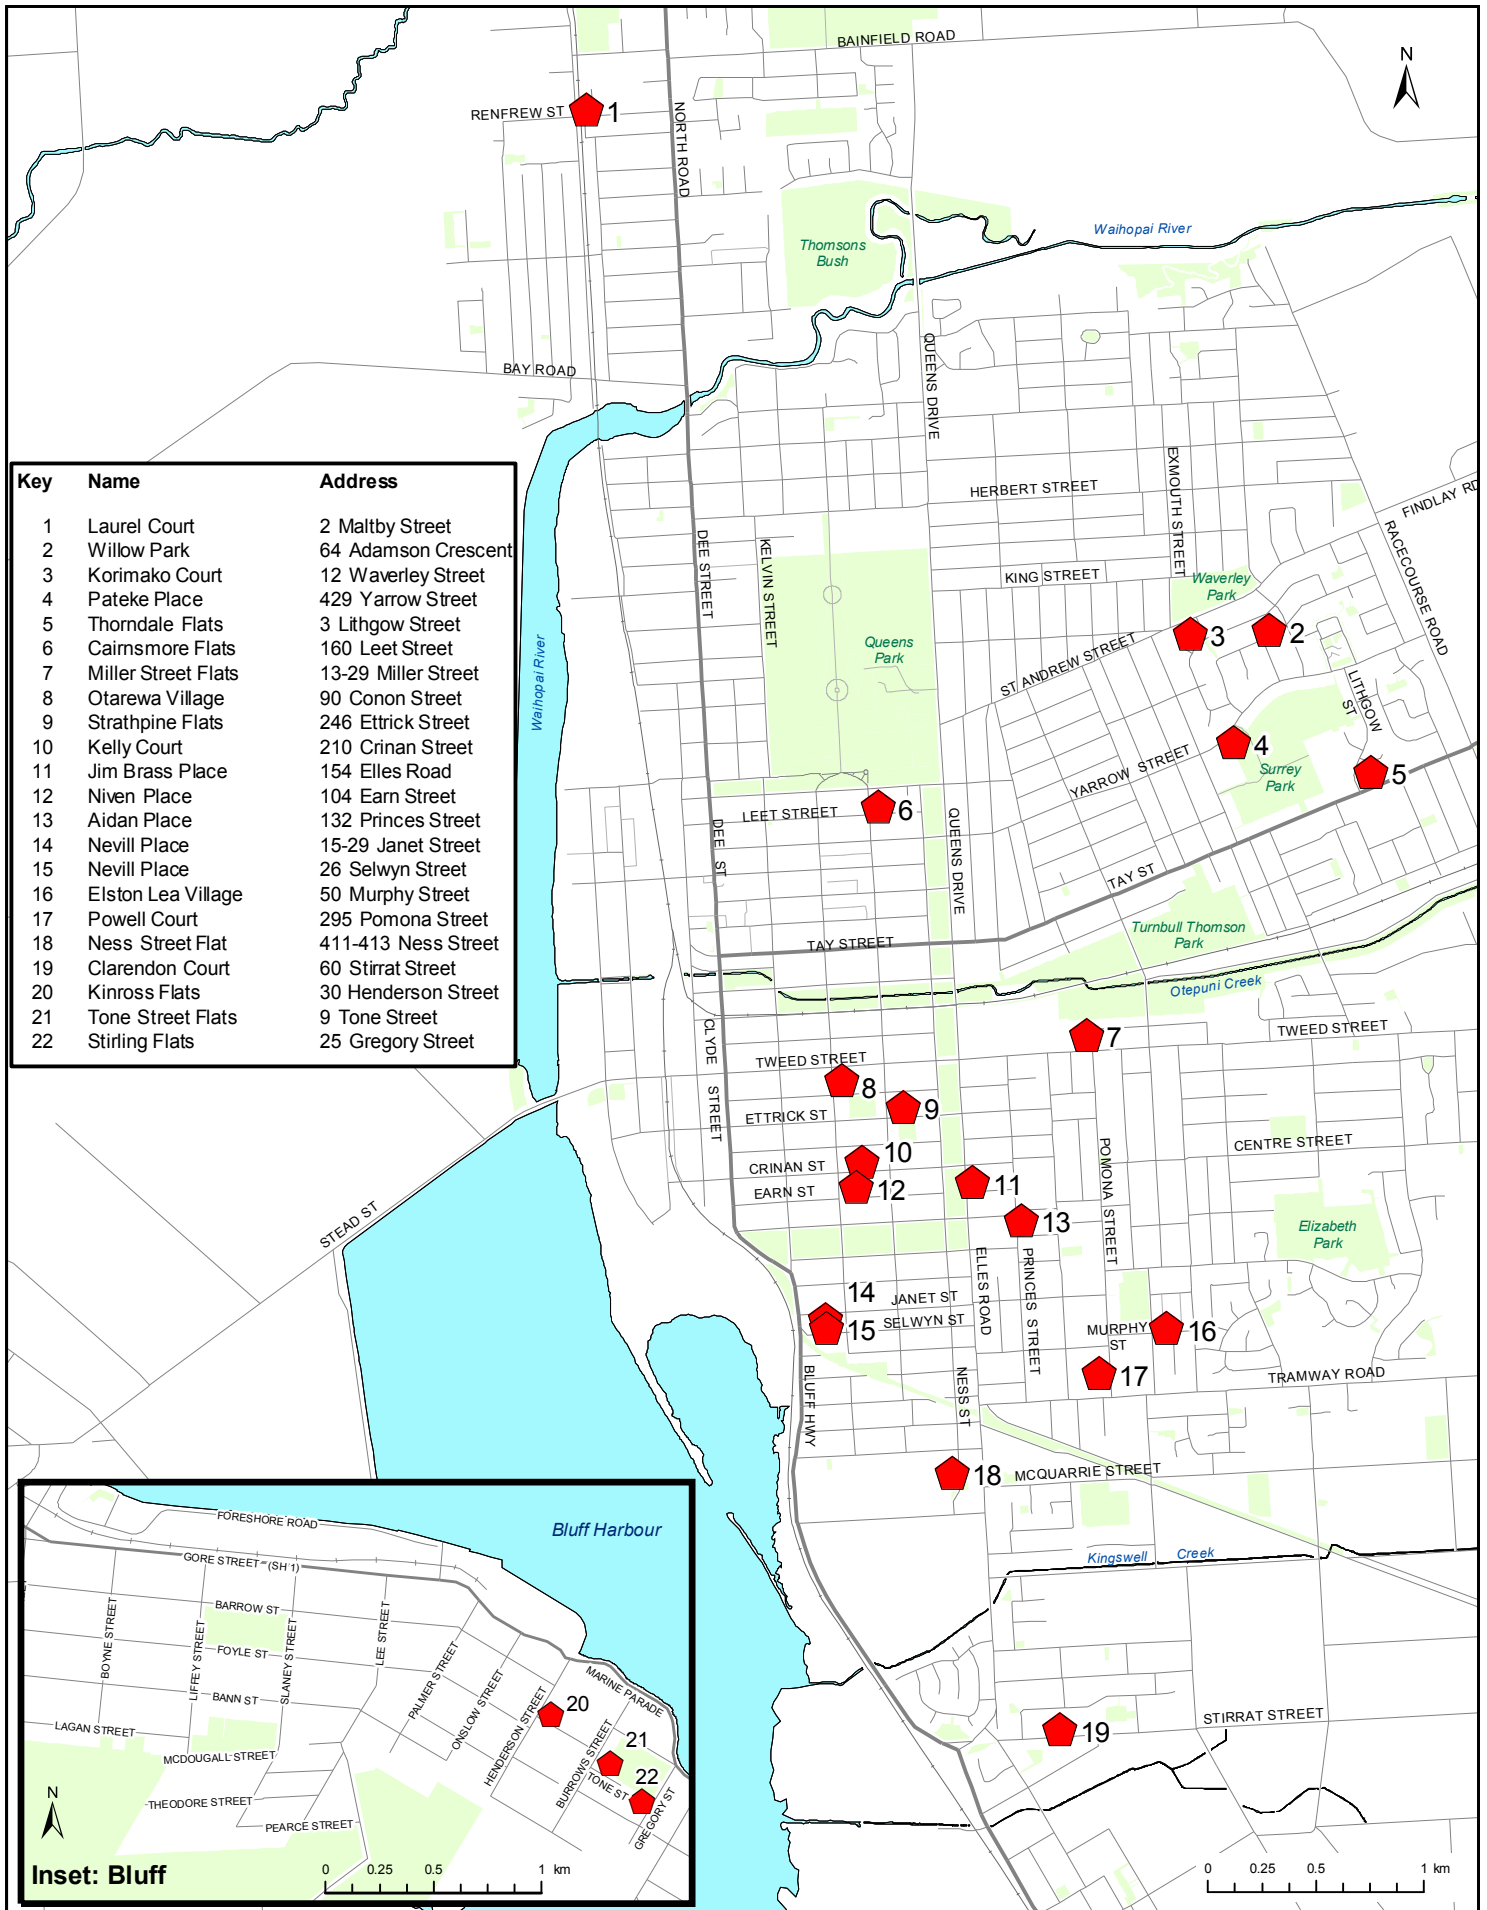 BAINFIELD ROAD
N
RENFREW ST
1
NORTH ROAD
Waihopai River
Thomsons
Bush
BAY ROAD
QUEENS DRIVE
HERBERT STREET
EXMOUTH STREET
FINDLAY RD
RACECOURSE ROAD
DEE STREET
KELVIN STREET
KING STREET
Waverley
Park
Queens
Park
3
2
ST ANDREW STREET
LITHGOW
ST
Waihopai River
4
YARROW STREET
Surrey
Park
5
LEET STREET
6
DEE ST
QUEENS DRIVE
TAY ST
Turnbull Thomson
Park
TAY STREET
Otepuni Creek
Key Name Address
1 Laurel Court 2 Maltby Street
2 Willow Park 64 Adamson Crescent
3 Korimako Court 12 Waverley Street
4 Pateke Place 429 Yarrow Street
5 Thorndale Flats 3 Lithgow Street
6 Cairnsmore Flats 160 Leet Street
7 Miller Street Flats 13-29 Miller Street
8 Otarewa Village 90 Conon Street
9 Strathpine Flats 246 Ettrick Street
10 Kelly Court 210 Crinan Street
11 Jim Brass Place 154 Elles Road
12 Niven Place 104 Earn Street
13 Aidan Place 132 Princes Street
14 Nevill Place 15-29 Janet Street
15 Nevill Place 26 Selwyn Street
16 Elston Lea Village 50 Murphy Street
17 Powell Court 295 Pomona Street
18 Ness Street Flat 411-413 Ness Street
19 Clarendon Court 60 Stirrat Street
20 Kinross Flats 30 Henderson Street
21 Tone Street Flats 9 Tone Street
22 Stirling Flats 25 Gregory Street
CLYDE STREET
7
TWEED STREET
TWEED STREET
8
9
ETTRICK ST
10
CRINAN ST
EARN ST
12
11
13
POMONA STREET
CENTRE STREET
Elizabeth
Park
STEAD ST
ELLES ROAD
PRINCES STREET
14
JANET ST
15
SELWYN ST
MURPHY
ST
16
17
TRAMWAY ROAD
BLUFF HWY
NESS ST
18
MCQUARRIE STREET
Kingswell Creek
19
STIRRAT STREET
0 0.25 0.5 1 km
FORESHORE ROAD
Bluff Harbour
GORE STREET (SH 1)
BARROW ST
BOYNE STREET
LIFFEY STREET
FOYLE ST
SLANEY STREET
LEE STREET
BANN ST
PALMER STREET
ONSLOW STREET
HENDERSON STREET
MARINE PARADE
20
LAGAN STREET
MCDOUGALL STREET
BURROWS STREET
21
TONE ST
22
GREGORY ST
N
THEODORE STREET
PEARCE STREET
Inset: Bluff
0 0.25 0.5 1 km